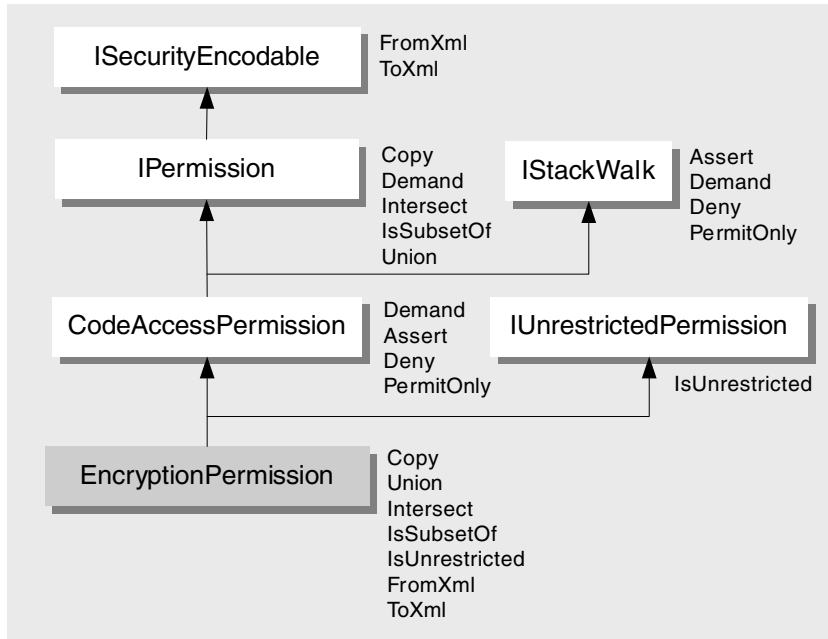 ISecurityEncodable
FromXml
ToXml
IPermission
Copy
Demand
Intersect
IsSubsetOf
Union
IStackWalk
Assert
Demand
Deny
PermitOnly
CodeAccessPermission
Demand
Assert
Deny
PermitOnly
IUnrestrictedPermission
IsUnrestricted
EncryptionPermission
Copy
Union
Intersect
IsSubsetOf
IsUnrestricted
FromXml
ToXml